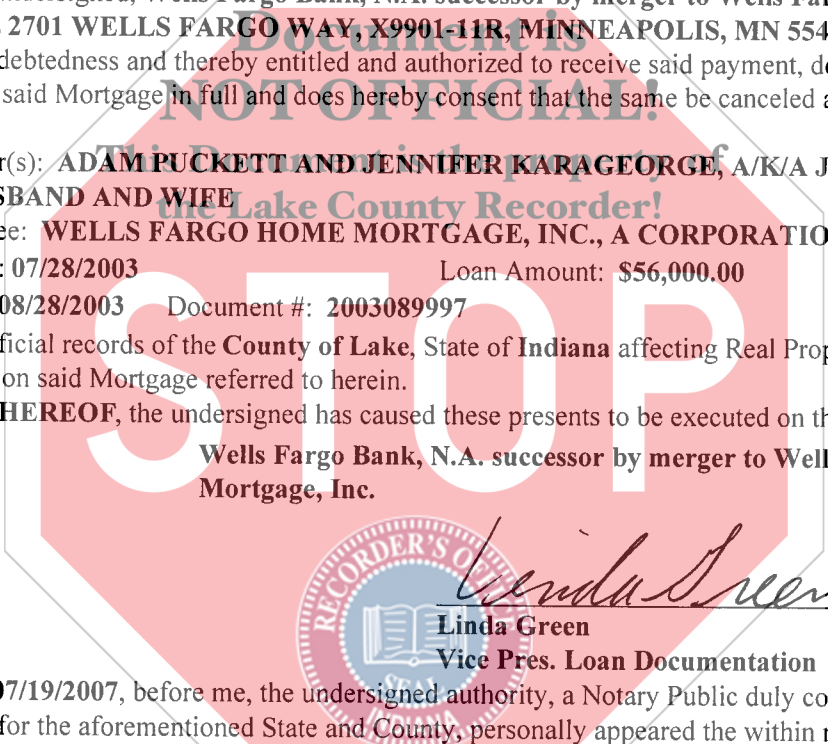 2701 WELLS FARGO WAY, X9901-11R, MINNEAPOLIS, MN 554
debtedness and thereby entitled and authorized to receive said payment, d
said Mortgage in full and does hereby consent that the same be canceled a
Document is
NOT OFFICIAL!
This Document is the property of
the Lake County Recorder!
r(s): ADAM PUCKETT AND JENNIFER KARAGEORGE, A/K/A J
SBAND AND WIFE
ee: WELLS FARGO HOME MORTGAGE, INC., A CORPORATIO
: 07/28/2003 Loan Amount: $56,000.00
08/28/2003 Document #: 2003089997
ficial records of the County of Lake, State of Indiana affecting Real Prop
on said Mortgage referred to herein.
HEREOF, the undersigned has caused these presents to be executed on th
STOP
Wells Fargo Bank, N.A. successor by merger to Well
Mortgage, Inc.
Linda Green
Linda Green
Vice Pres. Loan Documentation
RECORDER'S OFFICE
SEAL
INDIANA
07/19/2007, before me, the undersigned authority, a Notary Public duly co
for the aforementioned State and County, personally appeared the within